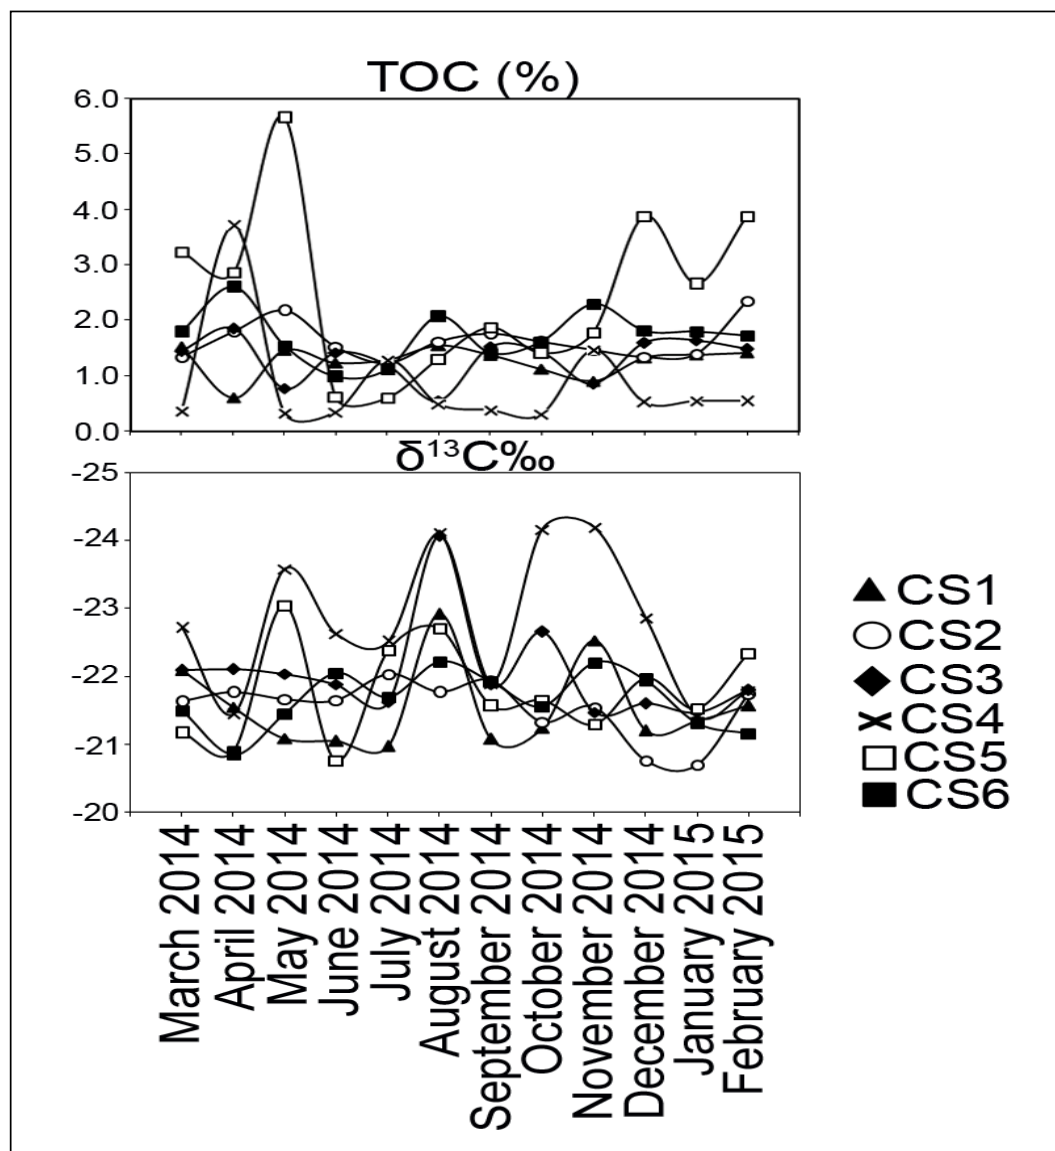 TOC (%)
6.0
5.0
4.0
3.0
2.0
1.0
0.0
δ¹³C‰
-25
-24
-23
-22
-21
-20
March 2014
April 2014
May 2014
June 2014
July 2014
August 2014
September 2014
October 2014
November 2014
December 2014
January 2015
February 2015
CS1
CS2
CS3
CS4
CS5
CS6